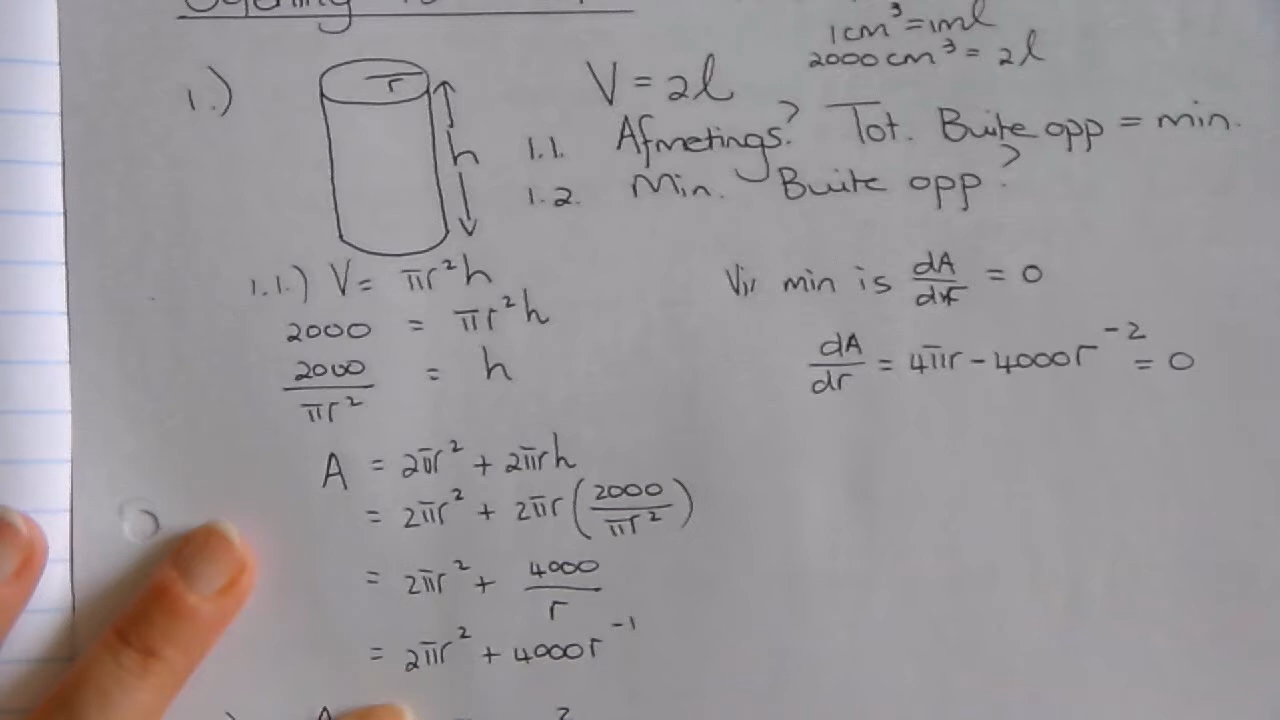 1cm³ = 1ml
2000cm³ = 2l
1.)
r
h
V = 2l
1.1. Afmetings? Tot. Buite opp = min.
1.2. Min. Buite opp?
1.1.) V = πr²h
2000 = πr²h
2000/πr² = h
A = 2πr² + 2πrh
= 2πr² + 2πr(2000/πr²)
= 2πr² + 4000/r
= 2πr² + 4000r⁻¹
Vir min is dA/dr = 0
dA/dr = 4πr - 4000r⁻² = 0